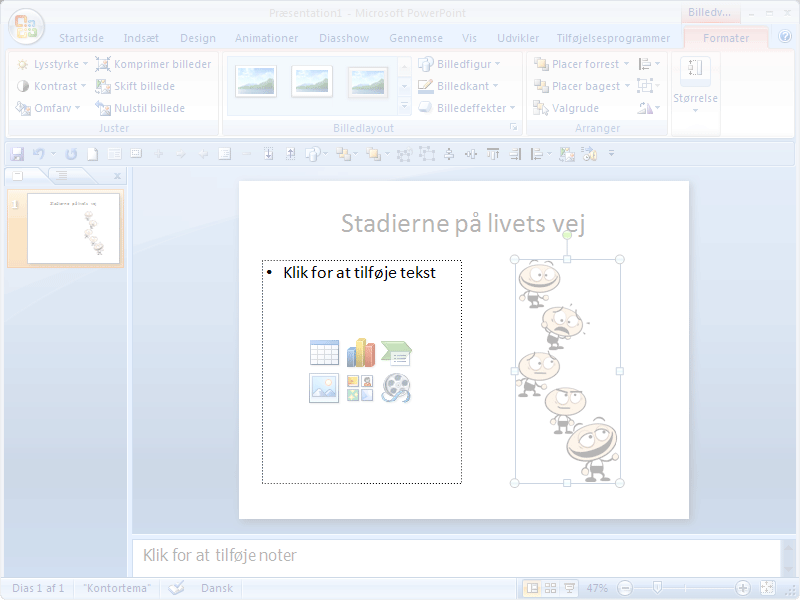 Præsentation1 - Microsoft PowerPoint
Billedv...
Startside Indsæt Design Animationer Diasshow Gennemse Vis Udvikler Tilføjelsesprogrammer Formater
Lysstyrke Komprimer billeder
Kontrast Skift billede
Omfarv Nulstil billede
Juster
Billedfigur
Billedkant
Billedeffekter
Billedlayout
Placer forrest
Placer bagest
Valgrude
Arranger
Størrelse
1
Stadierne på livets vej
Stadierne på livets vej
• Klik for at tilføje tekst
Klik for at tilføje noter
Dias 1 af 1 "Kontortema" Dansk 47%